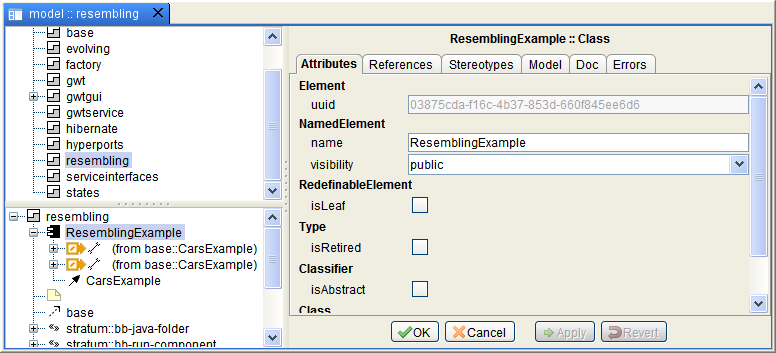 model :: resembling
base
evolving
factory
gwt
gwtgui
gwtservice
hibernate
hyperports
resembling
serviceinterfaces
states
resembling
ResemblingExample
(from base::CarsExample)
(from base::CarsExample)
CarsExample
base
stratum::bb-java-folder
stratum::bb-run-component
ResemblingExample :: Class
Attributes References Stereotypes Model Doc Errors
Element
uuid 03875cda-f16c-4b37-853d-660f845ee6d6
NamedElement
name ResemblingExample
visibility public
RedefinableElement
isLeaf
Type
isRetired
Classifier
isAbstract
Class
OK Cancel Apply Revert